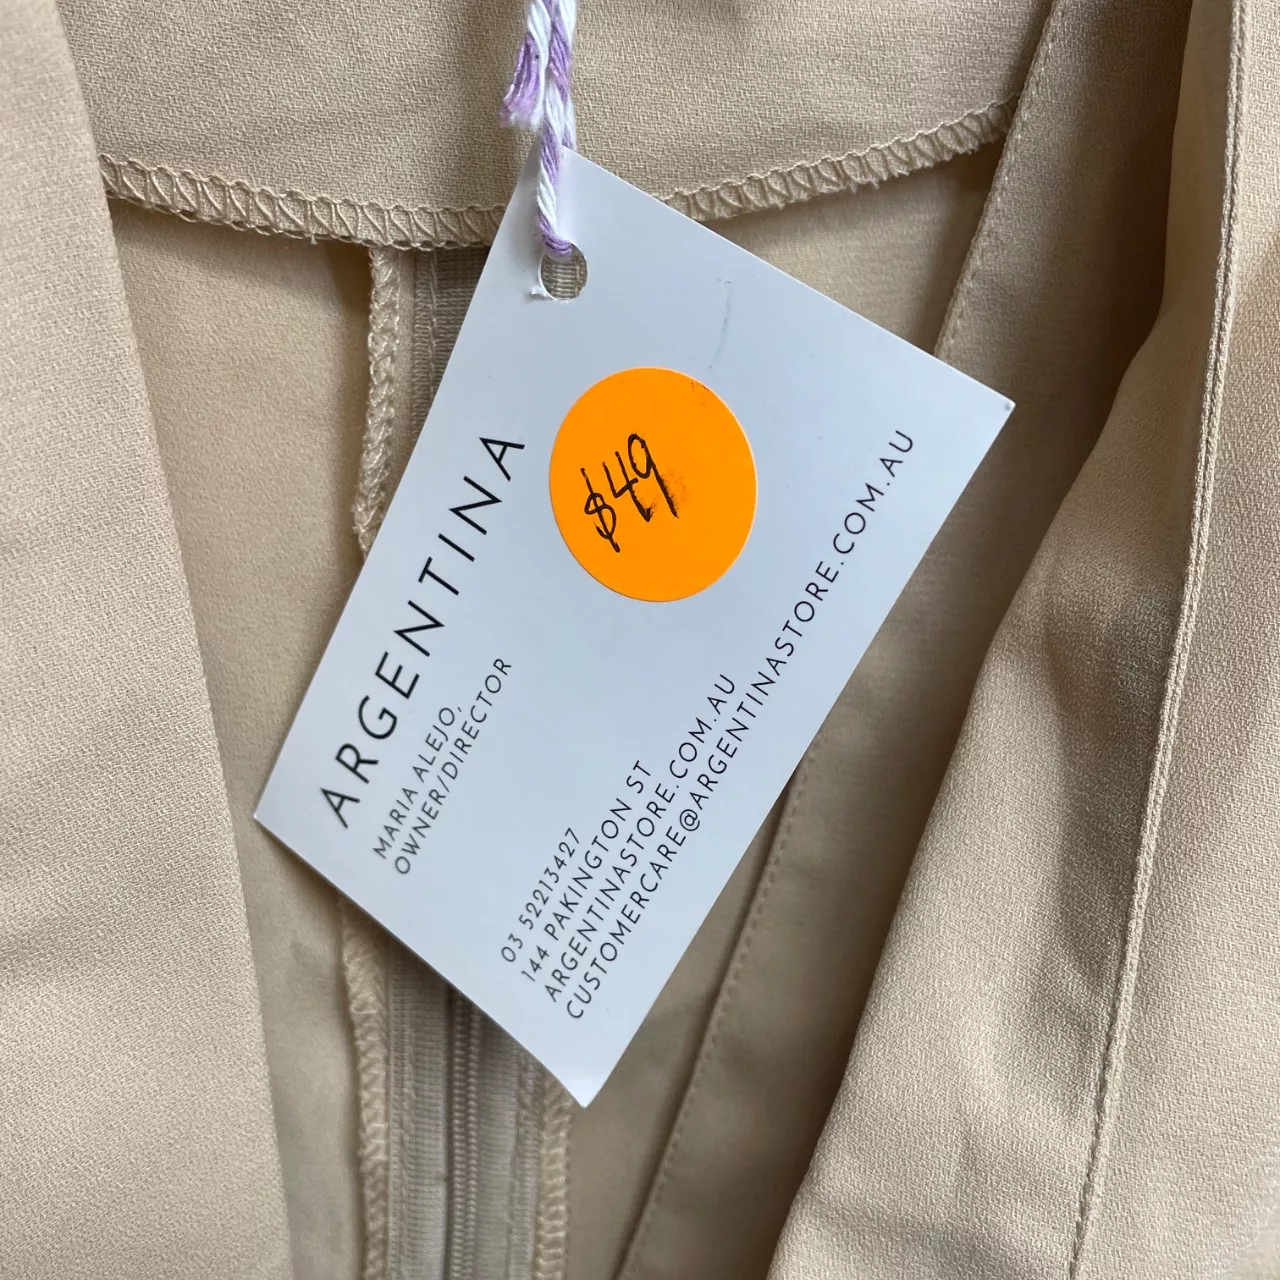 ARGENTINA
MARIA ALEJO,
OWNER/DIRECTOR
$49
03 52213427
144 PAKINGTON ST
ARGENTINASTORE.COM.AU
CUSTOMERCARE@ARGENTINASTORE.COM.AU